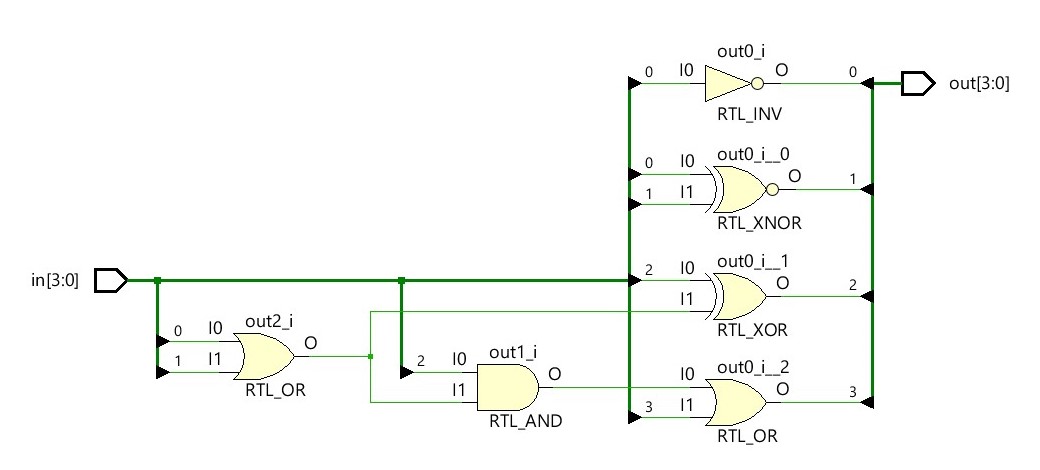 out0_i
0 I0 O 0
out[3:0]
RTL_INV
out0_i__0
0 I0 O 1
1 I1
RTL_XNOR
out0_i__1
in[3:0]
2 I0 O 2
I1
RTL_XOR
out2_i
0 I0 O
1 I1
RTL_OR
out1_i
2 I0 O
I1
RTL_AND
out0_i__2
I0 O 3
3 I1
RTL_OR